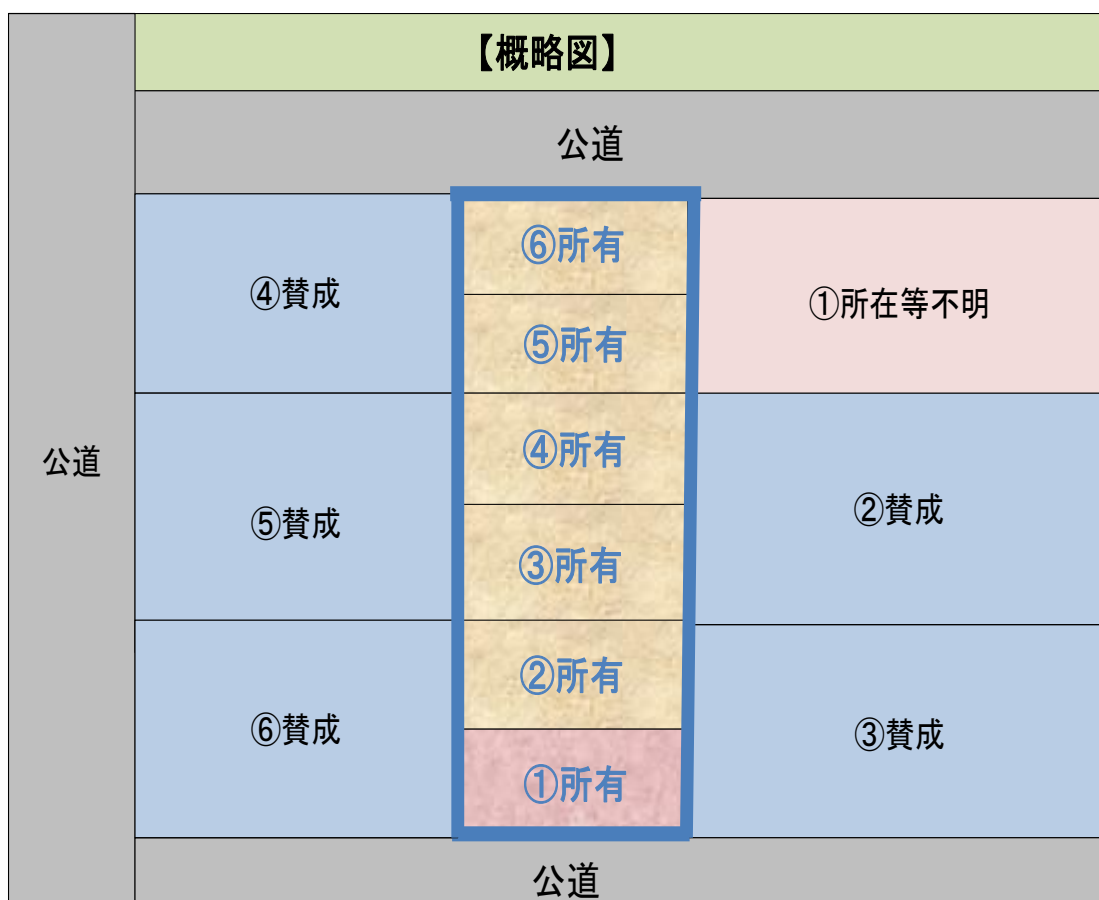 【概略図】
公道
公道
④賛成
⑤賛成
⑥賛成
⑥所有
⑤所有
④所有
③所有
②所有
①所有
①所在等不明
②賛成
③賛成
公道